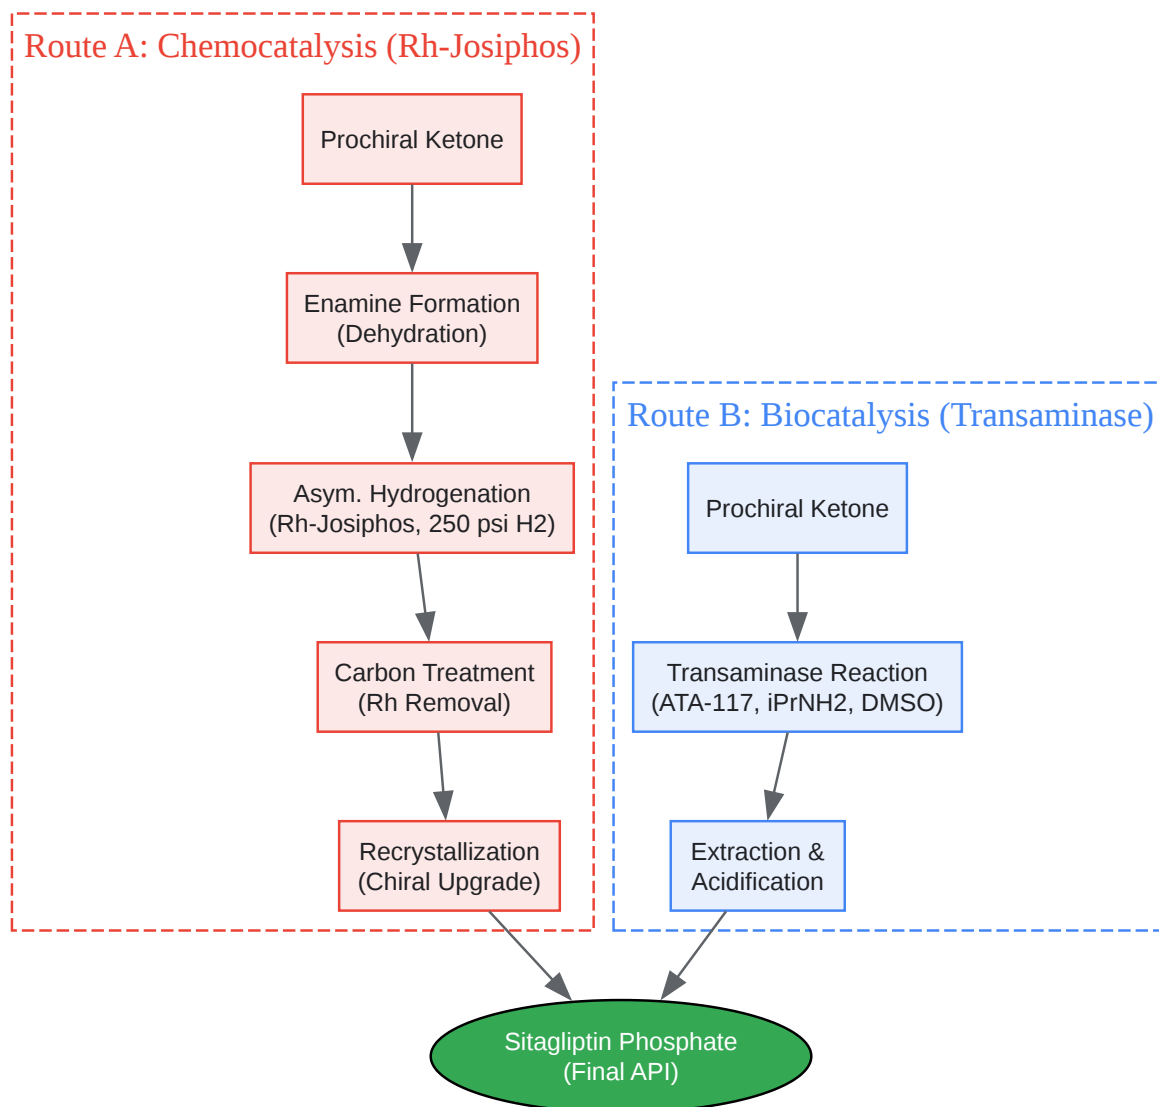 Route A: Chemocatalysis (Rh-Josiphos)
Prochiral Ketone
Enamine Formation
(Dehydration)
Asym. Hydrogenation
(Rh-Josiphos, 250 psi H2)
Carbon Treatment
(Rh Removal)
Recrystallization
(Chiral Upgrade)
Route B: Biocatalysis (Transaminase)
Prochiral Ketone
Transaminase Reaction
(ATA-117, iPrNH2, DMSO)
Extraction &
Acidification
Sitagliptin Phosphate
(Final API)